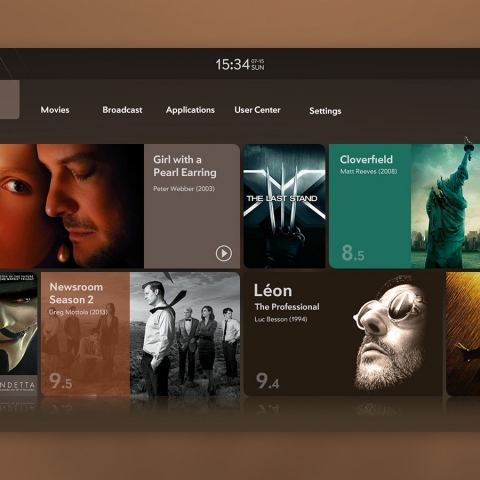 15:34 07-15
SUN
Movies Broadcast Applications User Center Settings
Girl with a
Pearl Earring
Peter Webber (2003)
THE LAST STAND
Cloverfield
Matt Reeves (2008)
8.5
NDETTA
Newsroom
Season 2
Greg Mottola (2013)
9.5
Léon
The Professional
Luc Besson (1994)
9.4